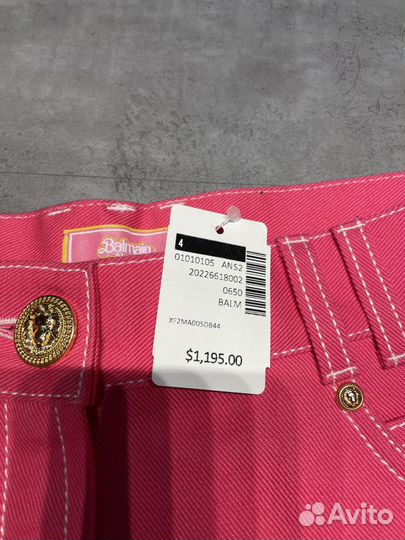 Balmain
4
01010105 ANS2
20226618002
0650
BALM
XF2MA005D844
$1,195.00
Avito